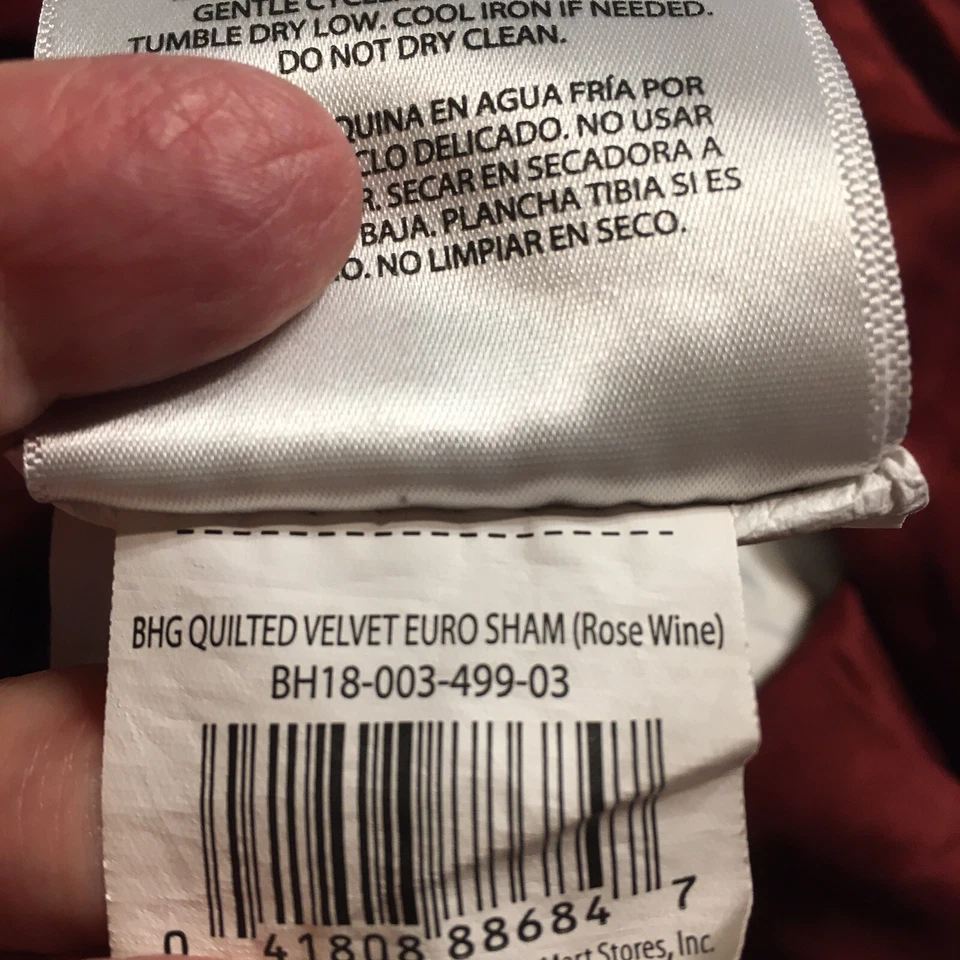 GENTLE CYCLE
TUMBLE DRY LOW. COOL IRON IF NEEDED.
DO NOT DRY CLEAN.
QUINA EN AGUA FRÍA POR
CLO DELICADO. NO USAR
R. SECAR EN SECADORA A
BAJA. PLANCHA TIBIA SI ES
O. NO LIMPIAR EN SECO.
BHG QUILTED VELVET EURO SHAM (Rose Wine)
BH18-003-499-03
0 41808 88684 7
Mart Stores, Inc.